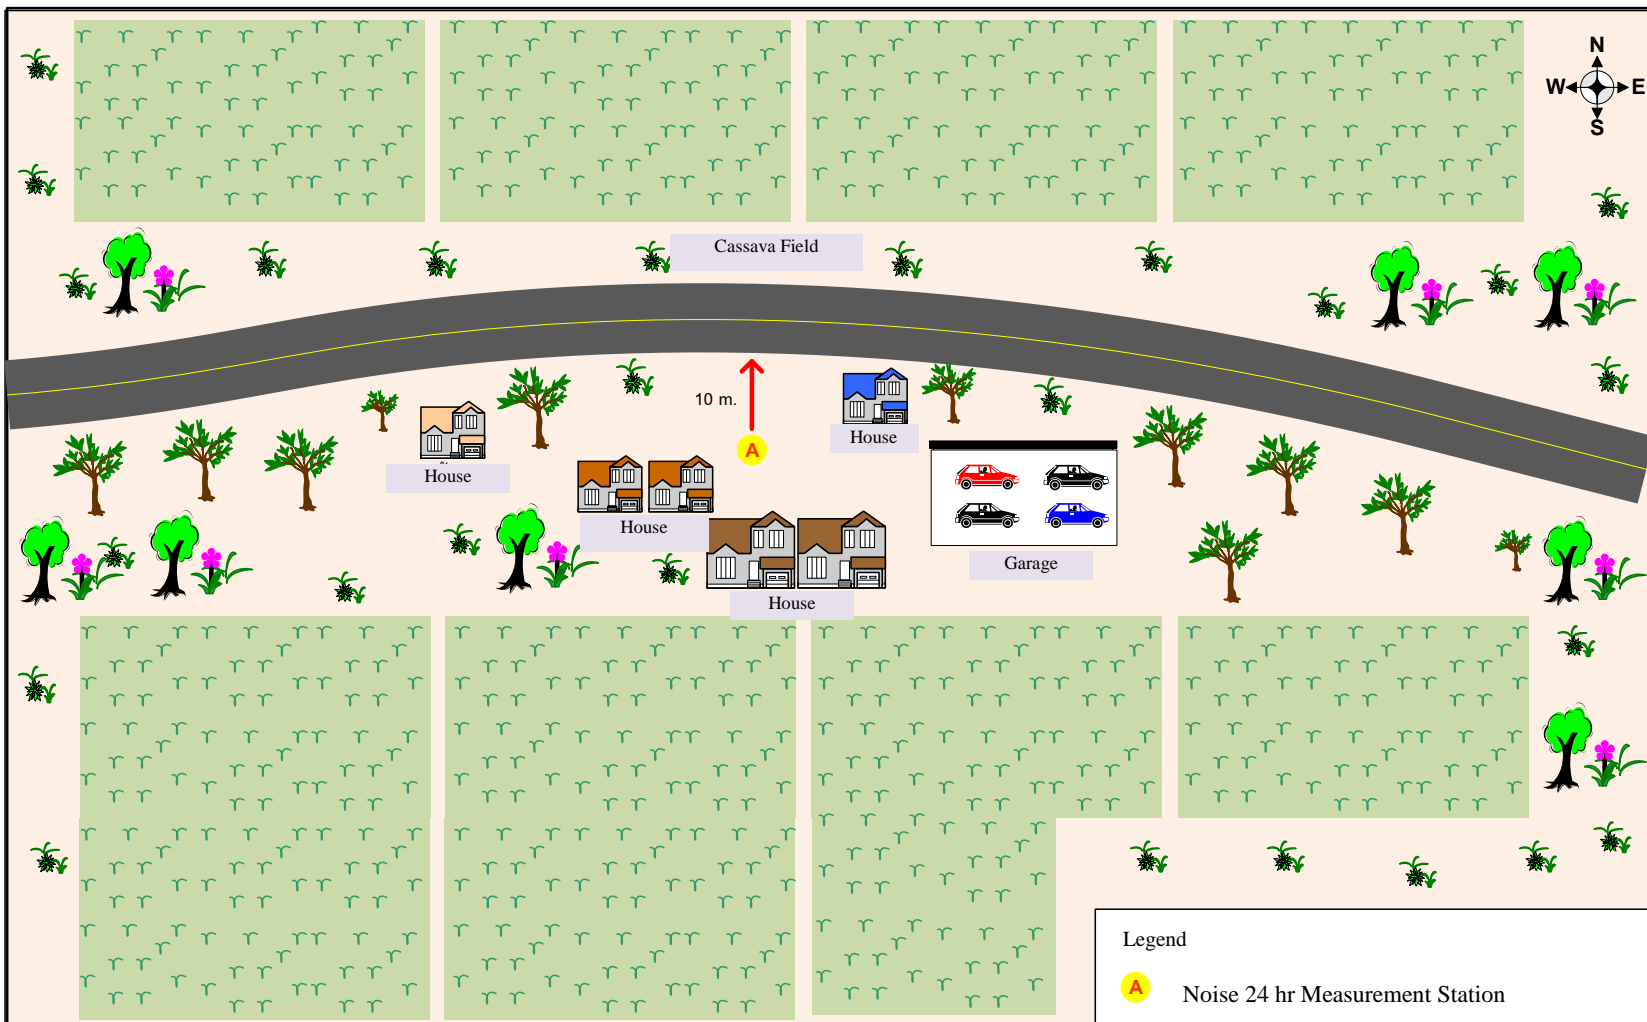 N
W E
S
Cassava Field
10 m.
A
House
House
House
House
Garage
Legend
A Noise 24 hr Measurement Station